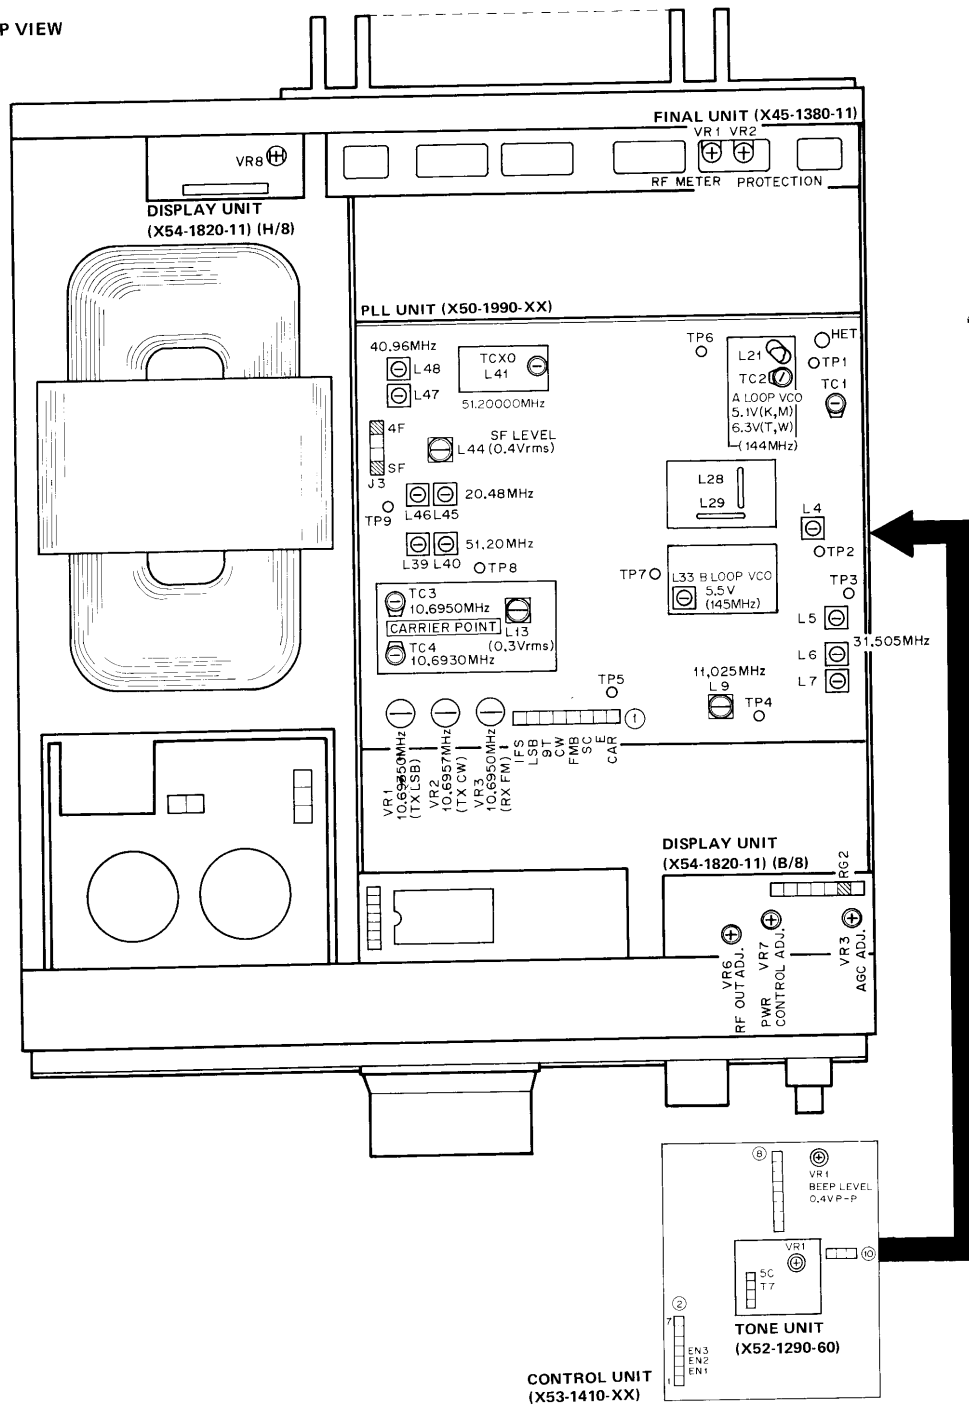 P VIEW
FINAL UNIT (X45-1380-11)
VR1 VR2
RF METER PROTECTION
VR8
DISPLAY UNIT
(X54-1820-11) (H/8)
PLL UNIT (X50-1990-XX)
40.96MHz
L48
L47
TCXO
L41
51.20000MHz
TP6
HET
TP1
TC1
L21
TC2
A LOOP VCO
5.1V(K,M)
6.3V(T,W)
(144MHz)
4F
SF
J3
SF LEVEL
L44 (0.4Vrms)
TP9
L46 L45
20.48MHz
L28
L29
L4
TP2
51.20MHz
L39 L40
TP8
TP7
L33 B LOOP VCO
5.5V
(145MHz)
TP3
TC3
10.6950MHz
CARRIER POINT
L13
(0.3Vrms)
TC4
10.6930MHz
L5
31.505MHz
L6
L7
11.025MHz
L9
TP4
TP5
1
IFS
LSB
9T
CW
FMB
SC
E
CAR
VR1
(TX LSB)
VR2
10.6957MHz
(TX CW)
VR3
10.6950MHz
(RX FM)
DISPLAY UNIT
(X54-1820-11) (B/8)
RG2
VR6
RF OUT ADJ.
VR7
PWR CONTROL ADJ.
VR3
AGC ADJ.
8
VR1
BEEP LEVEL
0.4VP-P
VR1
10
5C
T7
2
7
EN3
EN2
EN1
1
TONE UNIT
(X52-1290-60)
CONTROL UNIT
(X53-1410-XX)